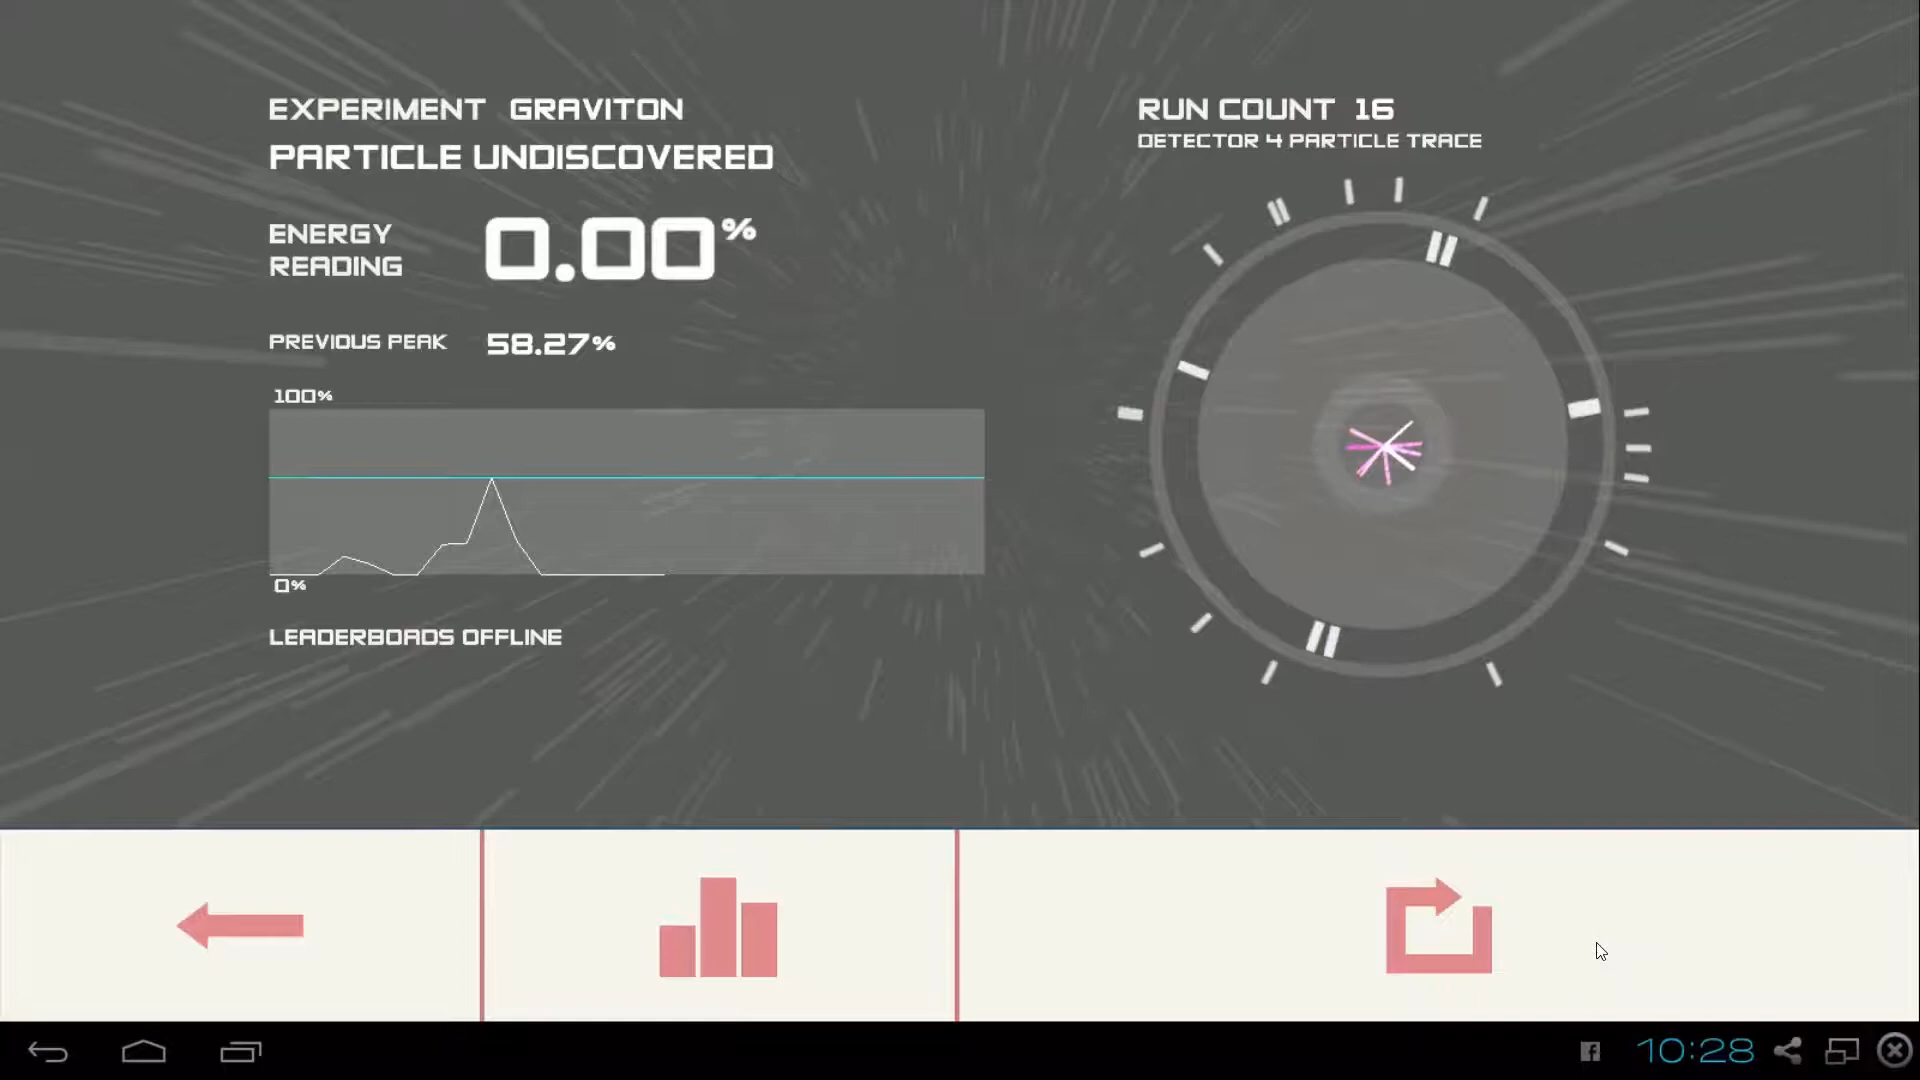 EXPERIMENT GRAVITON
PARTICLE UNDISCOVERED
ENERGY
READING
0.00%
PREVIOUS PEAK 58.27%
100%
0%
LEADERBOADS OFFLINE
RUN COUNT 16
DETECTOR 4 PARTICLE TRACE
10:28